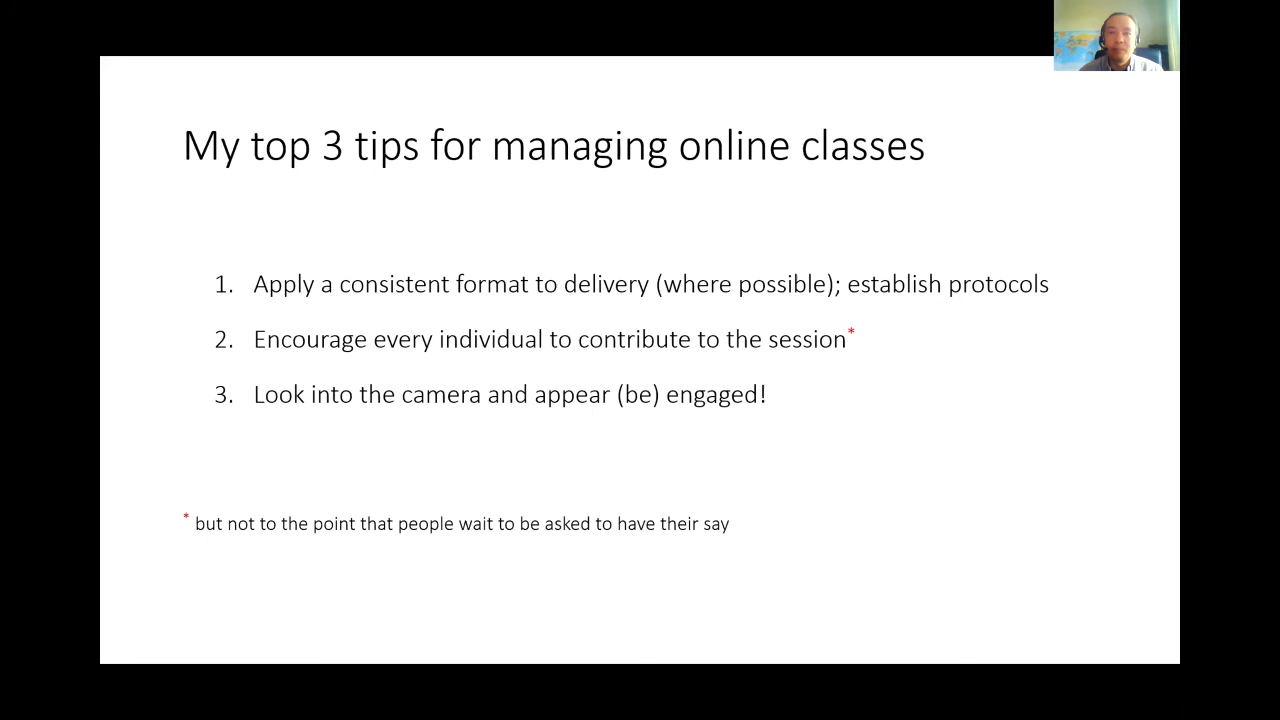 My top 3 tips for managing online classes
1. Apply a consistent format to delivery (where possible); establish protocols
2. Encourage every individual to contribute to the session*
3. Look into the camera and appear (be) engaged!
* but not to the point that people wait to be asked to have their say